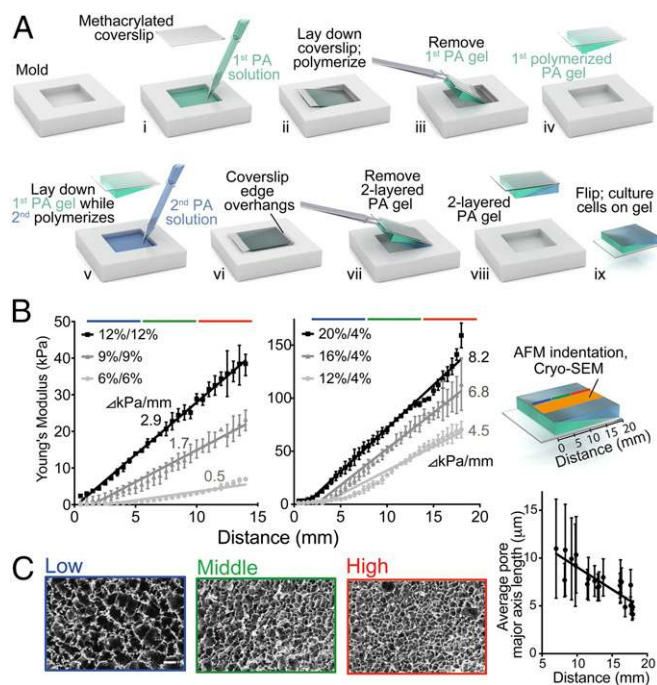 A
Methacrylated
coverslip
Mold
1st PA
solution
i
Lay down
coverslip;
polymerize
ii
Remove
1st PA gel
iii
1st polymerized
PA gel
iv
Lay down
1st PA gel while
2nd polymerizes
2nd PA
solution
v
Coverslip
edge
overhangs
vi
Remove
2-layered
PA gel
vii
2-layered
PA gel
viii
Flip; culture
cells on gel
ix
B
Young's Modulus (kPa)
50
40
30
20
10
0
12%/12%
9%/9%
6%/6%
⊿kPa/mm
2.9
1.7
0.5
0 5 10 15
150
100
50
0
20%/4%
16%/4%
12%/4%
8.2
6.8
4.5
⊿kPa/mm
0 5 10 15 20
Distance (mm)
AFM indentation,
Cryo-SEM
0 5 10 15 20
Distance (mm)
C
Low
Middle
High
Average pore
major axis length (μm)
20
15
10
5
0
5 10 15 20
Distance (mm)